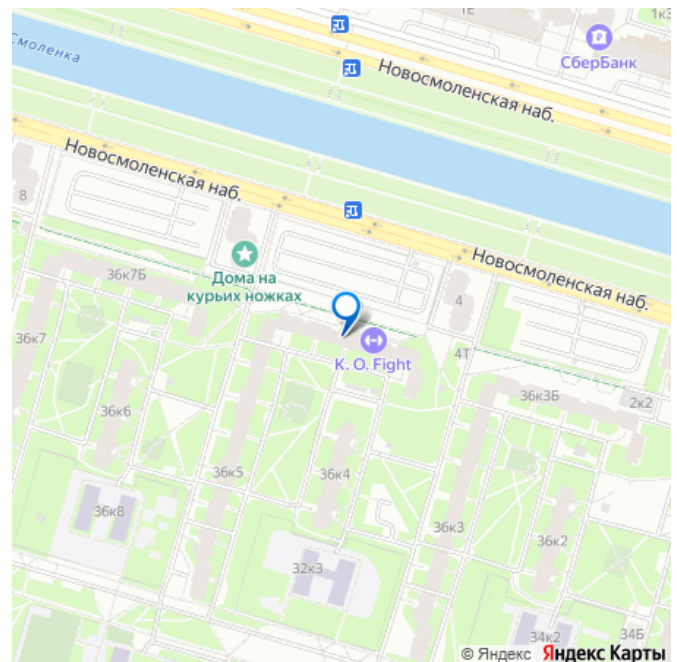 1Е
1к3
СберБанк
Смоленка
Новосмоленская наб.
Новосмоленская наб.
8
Новосмоленская наб.
36к7Б
Дома на
курьих ножках
4
36к7
K. O. Fight
4Т
36к3Б
2к2
36к6
36к5
36к4
36к8
36к3
36к2
32к3
34к2
34Б
© Яндекс Яндекс Карты